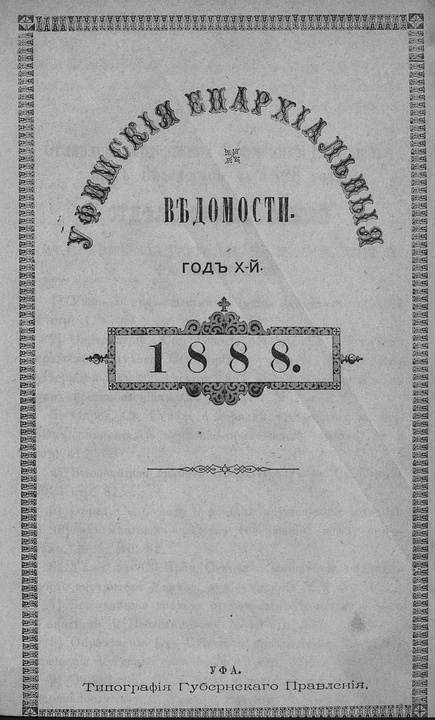 УФИМСКІЯ ЕПАРХІАЛЬНЫЯ
ВѢДОМОСТИ.
ГОДЪ X-Й.
1888.
УФА.
Типографія Губернскаго Правленія.